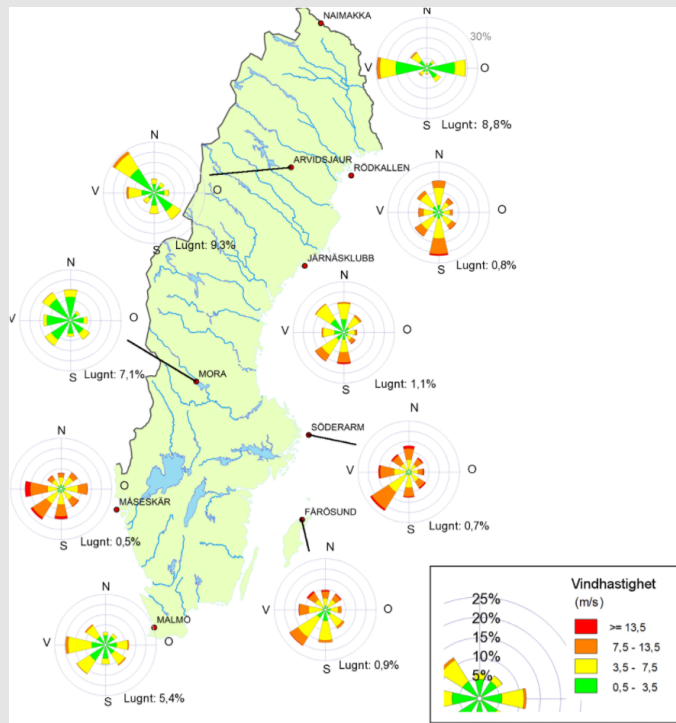 N
NAIMAKKA
30%
V
O
S
Lugnt: 8,8%
N
ARVIDSJAUR
RÖDKALLEN
V
O
S
Lugnt: 9,3%
N
V
O
S
Lugnt: 0,8%
JÄRNÄSKLUBB
N
V
O
S
Lugnt: 7,1%
N
V
O
S
Lugnt: 1,1%
MORA
SÖDERARM
N
V
O
S
Lugnt: 0,7%
N
O
MÅSESKÄR
S
Lugnt: 0,5%
FÅRÖSUND
N
V
O
S
Lugnt: 0,9%
N
MALMÖ
V
O
S
Lugnt: 5,4%
Vindhastighet
(m/s)
>= 13,5
7,5 - 13,5
3,5 - 7,5
0,5 - 3,5
25%
20%
15%
10%
5%